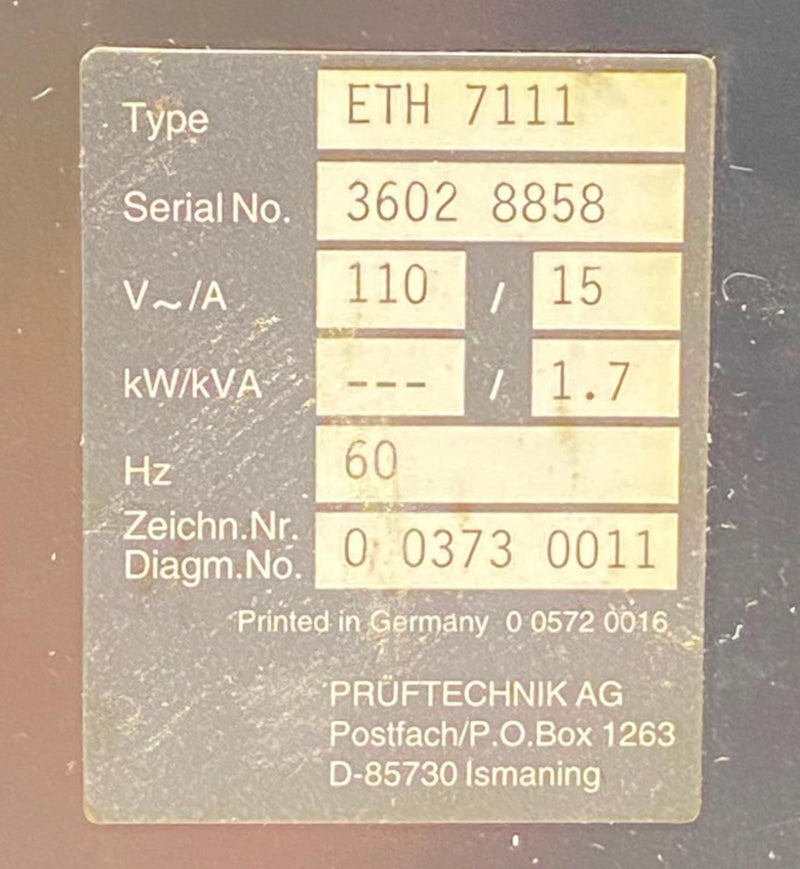 Type ETH 7111
Serial No. 3602 8858
V~/A 110 / 15
kW/kVA --- / 1.7
Hz 60
Zeichn.Nr.
Diagm.No. 0 0373 0011
Printed in Germany 0 0572 0016
PRÜFTECHNIK AG
Postfach/P.O.Box 1263
D-85730 Ismaning